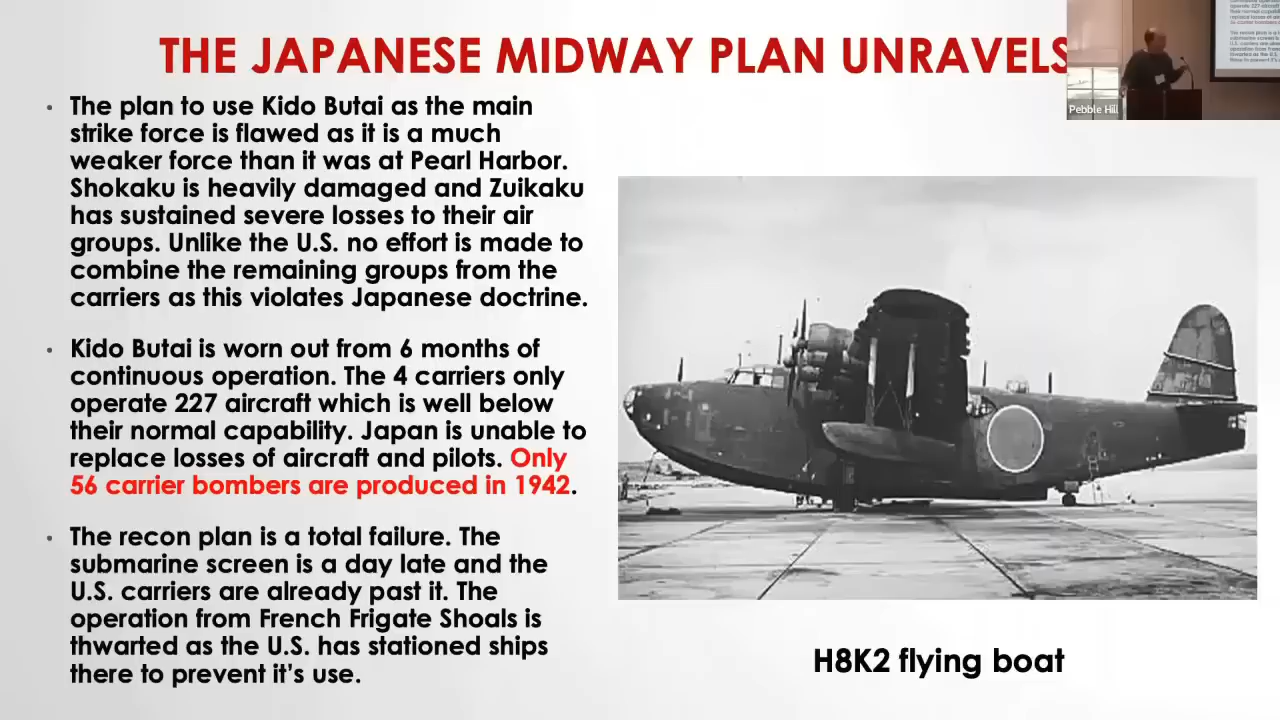 THE JAPANESE MIDWAY PLAN UNRAVELS
• The plan to use Kido Butai as the main
strike force is flawed as it is a much
weaker force than it was at Pearl Harbor.
Shokaku is heavily damaged and Zuikaku
has sustained severe losses to their air
groups. Unlike the U.S. no effort is made to
combine the remaining groups from the
carriers as this violates Japanese doctrine.
• Kido Butai is worn out from 6 months of
continuous operation. The 4 carriers only
operate 227 aircraft which is well below
their normal capability. Japan is unable to
replace losses of aircraft and pilots. Only
56 carrier bombers are produced in 1942.
• The recon plan is a total failure. The
submarine screen is a day late and the
U.S. carriers are already past it. The
operation from French Frigate Shoals is
thwarted as the U.S. has stationed ships
there to prevent it's use.
H8K2 flying boat
Pebble Hill